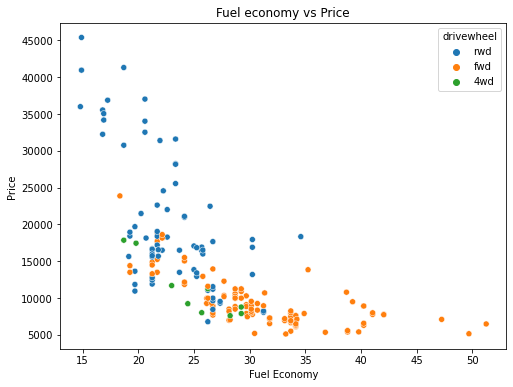 Fuel economy vs Price
drivewheel
rwd
fwd
4wd
45000
40000
35000
30000
25000
20000
15000
10000
5000
Price
15 20 25 30 35 40 45 50
Fuel Economy